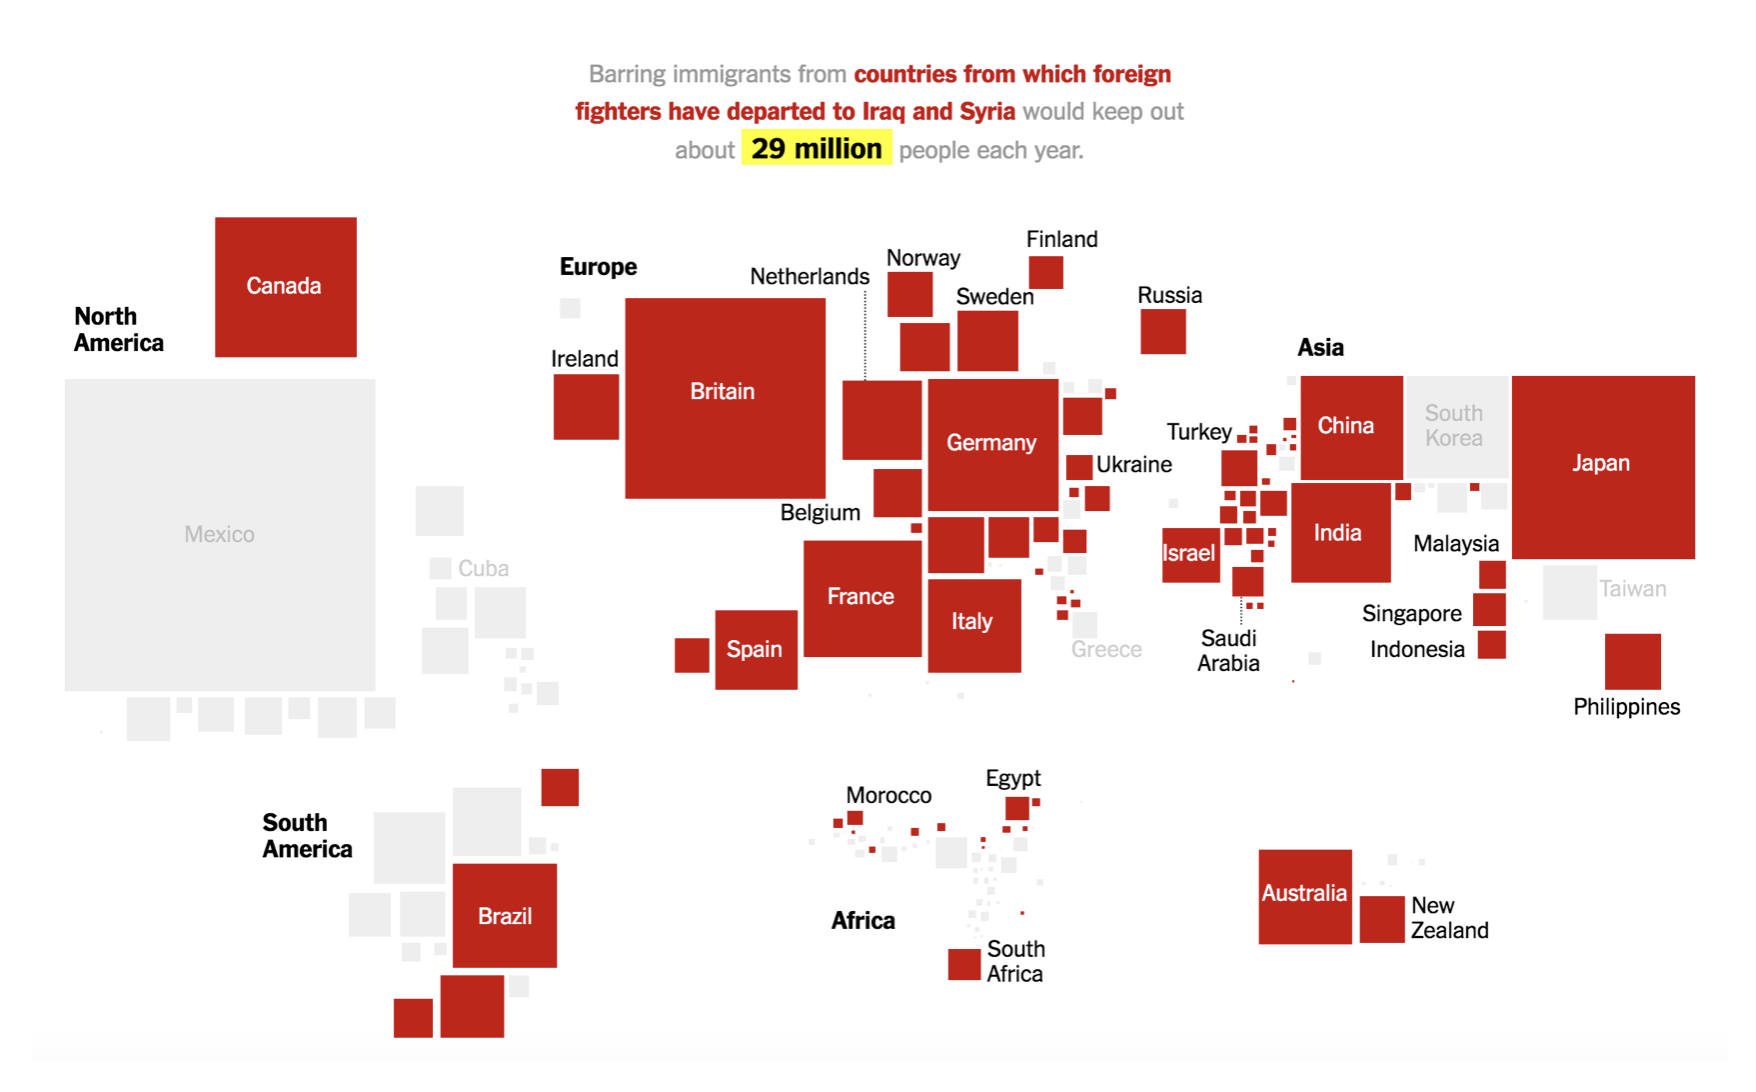 Barring immigrants from countries from which foreign
fighters have departed to Iraq and Syria would keep out
about 29 million people each year.
Canada
North
America
Mexico
Cuba
Europe
Netherlands
Norway
Finland
Sweden
Russia
Ireland
Britain
Germany
Ukraine
Belgium
France
Spain
Italy
Greece
Asia
Turkey
China
South
Korea
Japan
Israel
India
Malaysia
Singapore
Indonesia
Taiwan
Saudi
Arabia
Philippines
South
America
Brazil
Morocco
Egypt
Africa
South
Africa
Australia
New
Zealand